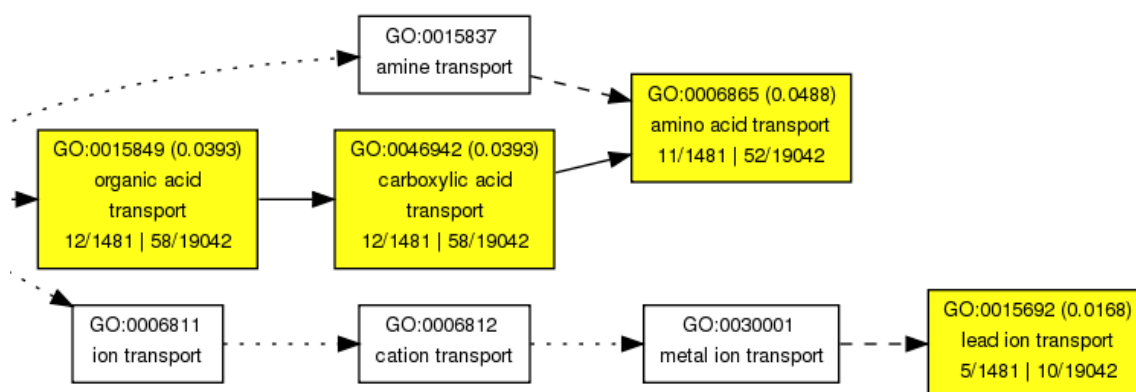 GO:0015837
amine transport
GO:0006865 (0.0488)
amino acid transport
11/1481 | 52/19042
GO:0015849 (0.0393)
organic acid
transport
12/1481 | 58/19042
GO:0046942 (0.0393)
carboxylic acid
transport
12/1481 | 58/19042
GO:0006811
ion transport
GO:0006812
cation transport
GO:0030001
metal ion transport
GO:0015692 (0.0168)
lead ion transport
5/1481 | 10/19042